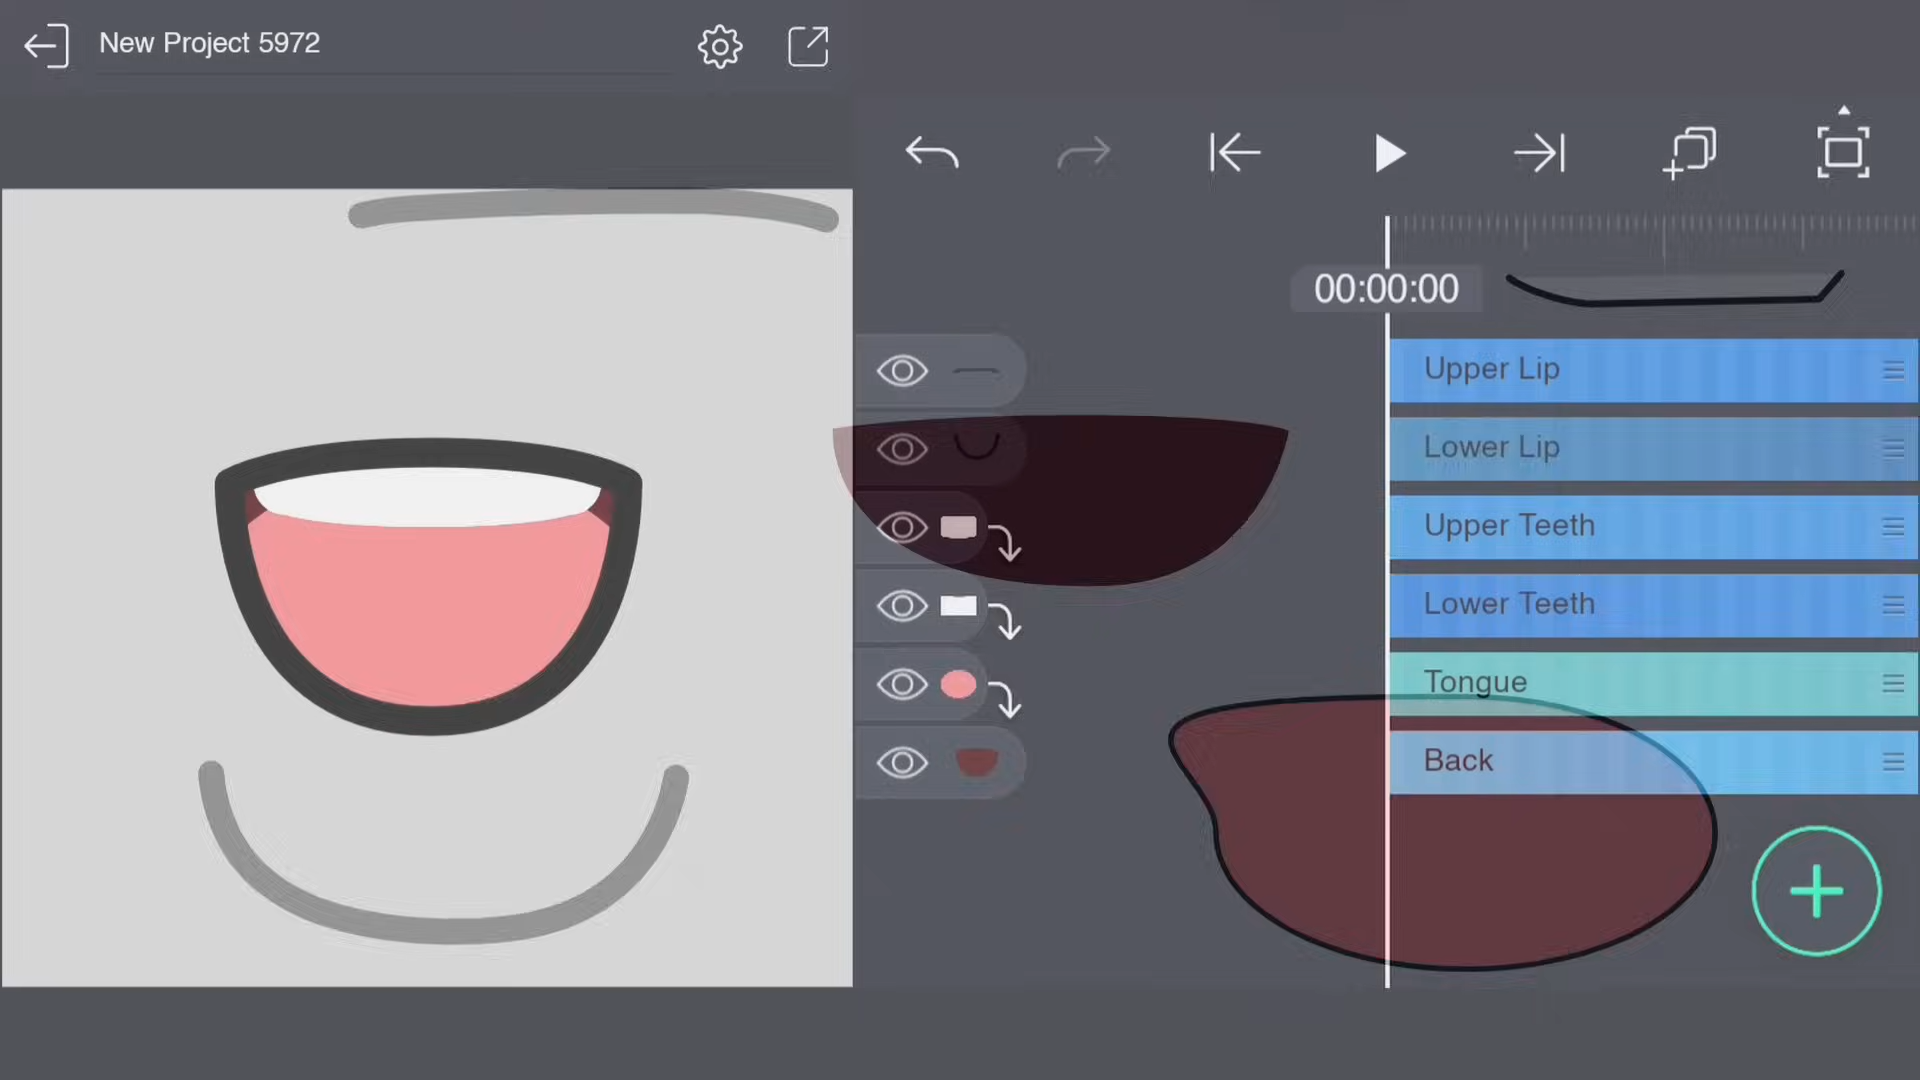 New Project 5972
00:00:00
Upper Lip
Lower Lip
Upper Teeth
Lower Teeth
Tongue
Back